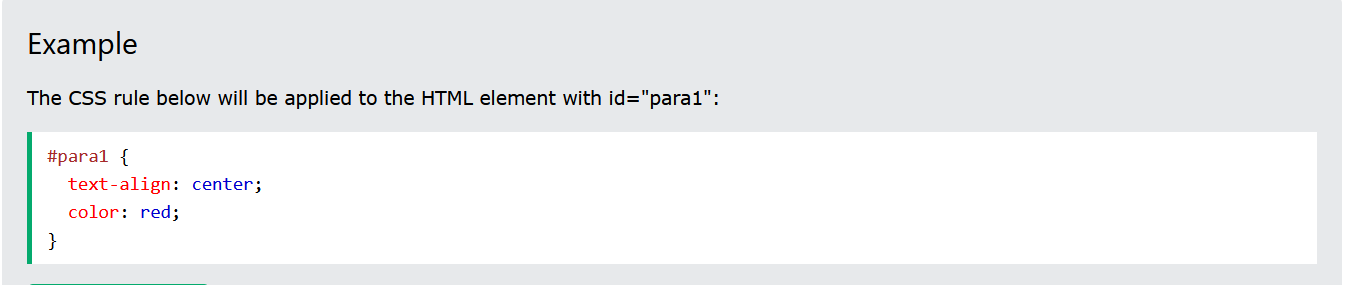 Example
The CSS rule below will be applied to the HTML element with id="para1":
#para1 {
  text-align: center;
  color: red;
}